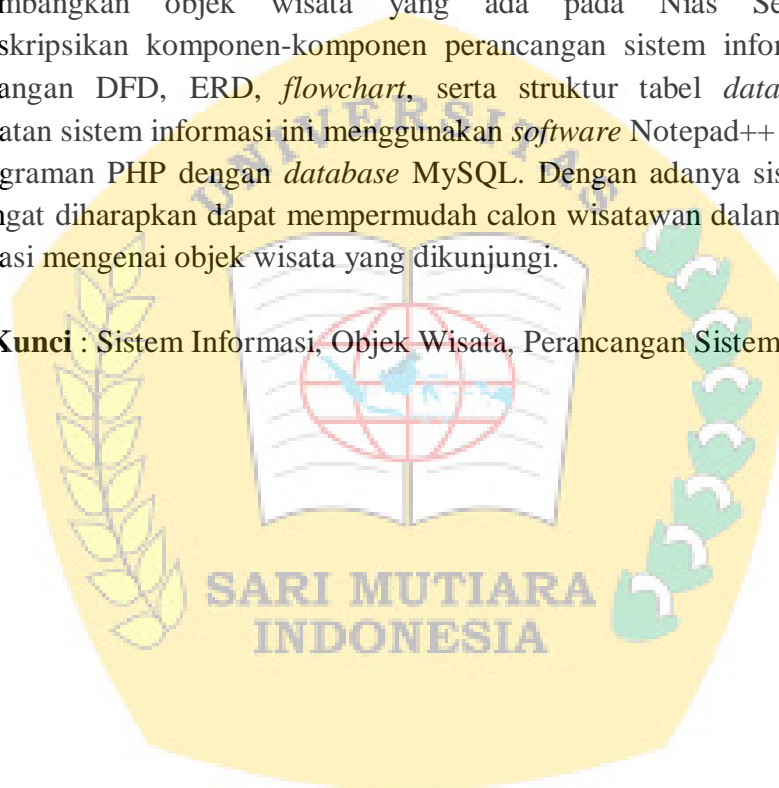 mbangkan objek wisata yang ada pada Nias Se
skripsikan komponen-komponen perancangan sistem infor
angan DFD, ERD, flowchart, serta struktur tabel data
atan sistem informasi ini menggunakan software Notepad++
graman PHP dengan database MySQL. Dengan adanya sis
ngat diharapkan dapat mempermudah calon wisatawan dalam
asi mengenai objek wisata yang dikunjungi.
Kunci : Sistem Informasi, Objek Wisata, Perancangan Sistem
UNIVERSITAS
SARI MUTIARA
INDONESIA